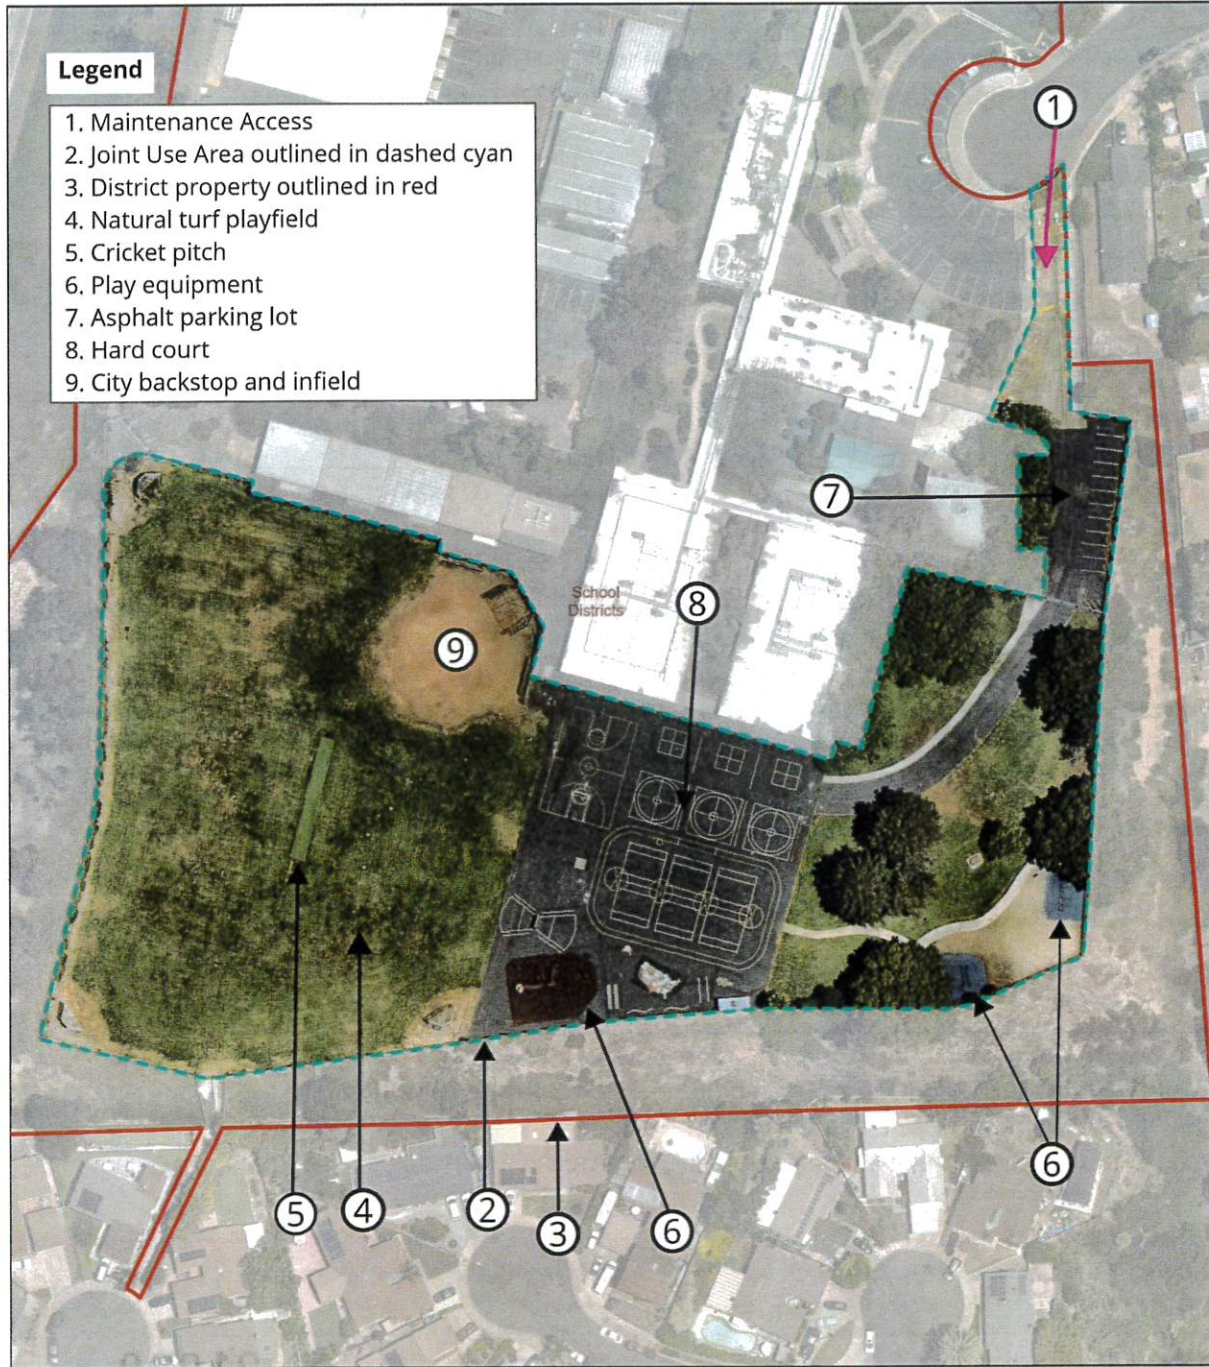 Legend
1. Maintenance Access
2. Joint Use Area outlined in dashed cyan
3. District property outlined in red
4. Natural turf playfield
5. Cricket pitch
6. Play equipment
7. Asphalt parking lot
8. Hard court
9. City backstop and infield
1
7
School
Districts
8
9
6
5
4
2
3
6